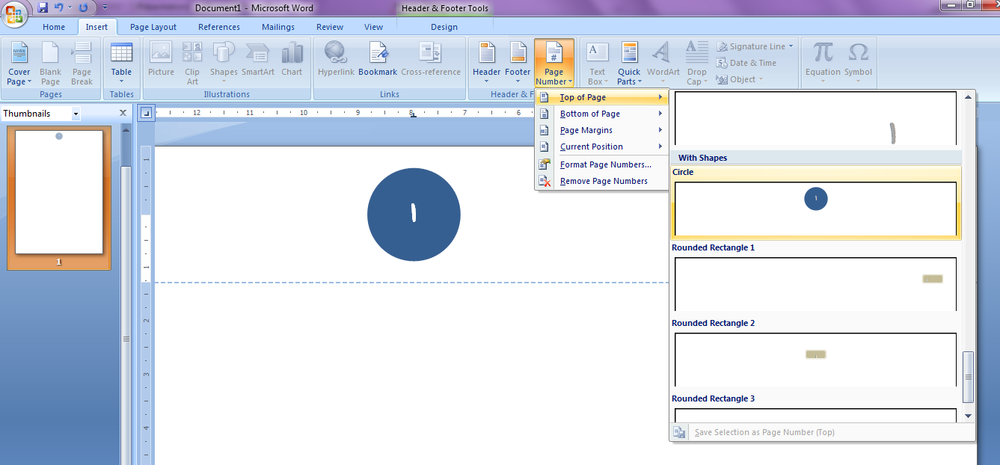 Document1 - Microsoft Word
Header & Footer Tools
Home Insert Page Layout References Mailings Review View Design
Cover Page
Blank Page
Page Break
Pages
Table
Tables
Picture
Clip Art
Shapes
SmartArt
Chart
Illustrations
Hyperlink
Bookmark
Cross-reference
Links
Header
Footer
Page Number
Header & F
Text Box
Quick Parts
WordArt
Drop Cap
Signature Line
Date & Time
Object
Equation
Symbol
Thumbnails
1
12 11 10 9 8 7 6
1
1
2
3
4
١
Top of Page
Bottom of Page
Page Margins
Current Position
Format Page Numbers...
Remove Page Numbers
١
With Shapes
Circle
١
Rounded Rectangle 1
Rounded Rectangle 2
Rounded Rectangle 3
Save Selection as Page Number (Top)